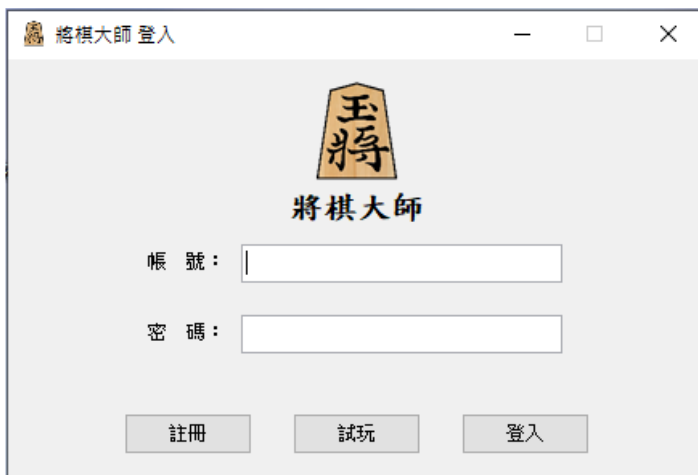 將棋大師 登入
玉
將
將棋大師
帳 號：
密 碼：
註冊 試玩 登入